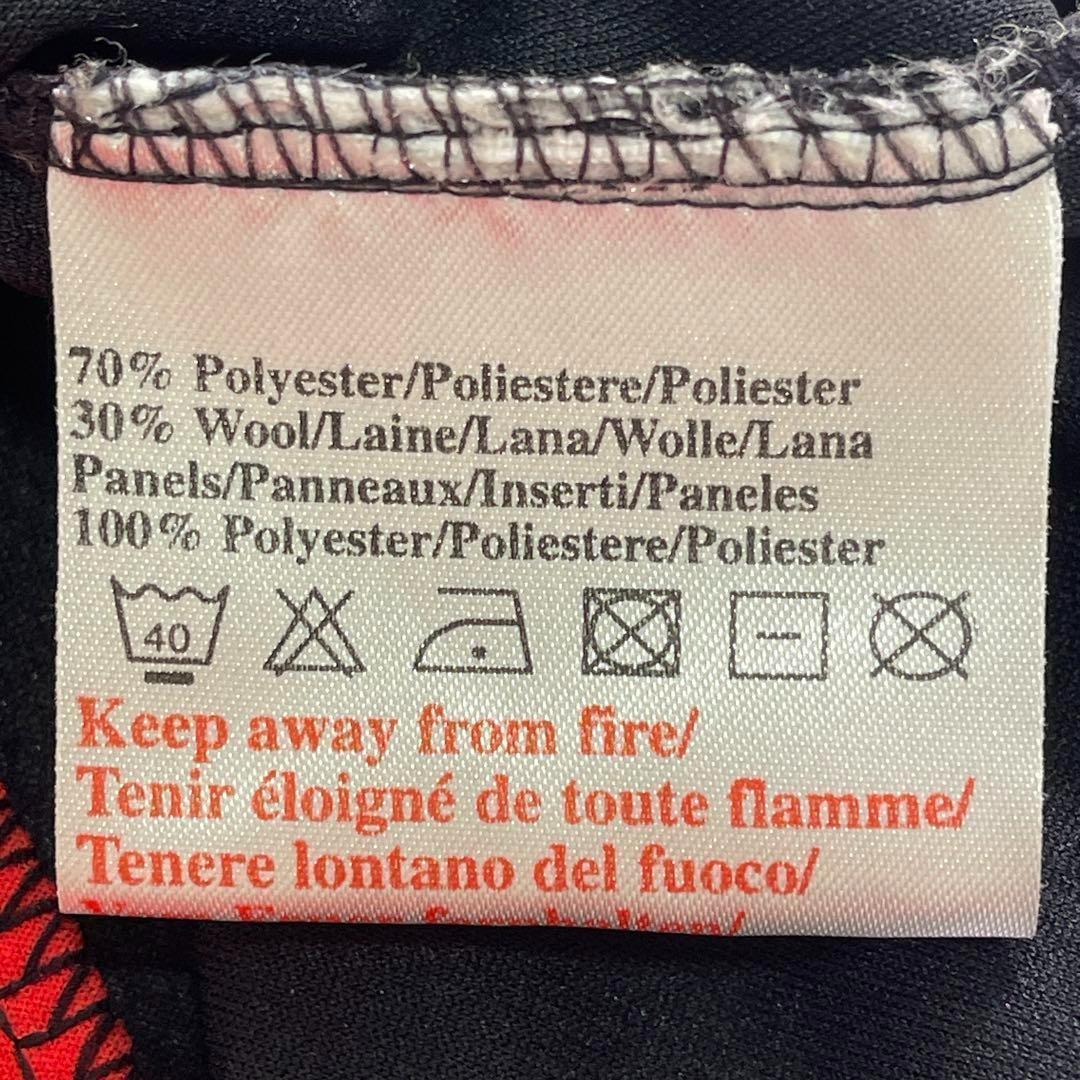 70% Polyester/Poliestere/Poliester
30% Wool/Laine/Lana/Wolle/Lana
Panels/Panneaux/Inserti/Paneles
100% Polyester/Poliestere/Poliester
40
Keep away from fire/
Tenir éloigné de toute flamme/
Tenere lontano del fuoco/